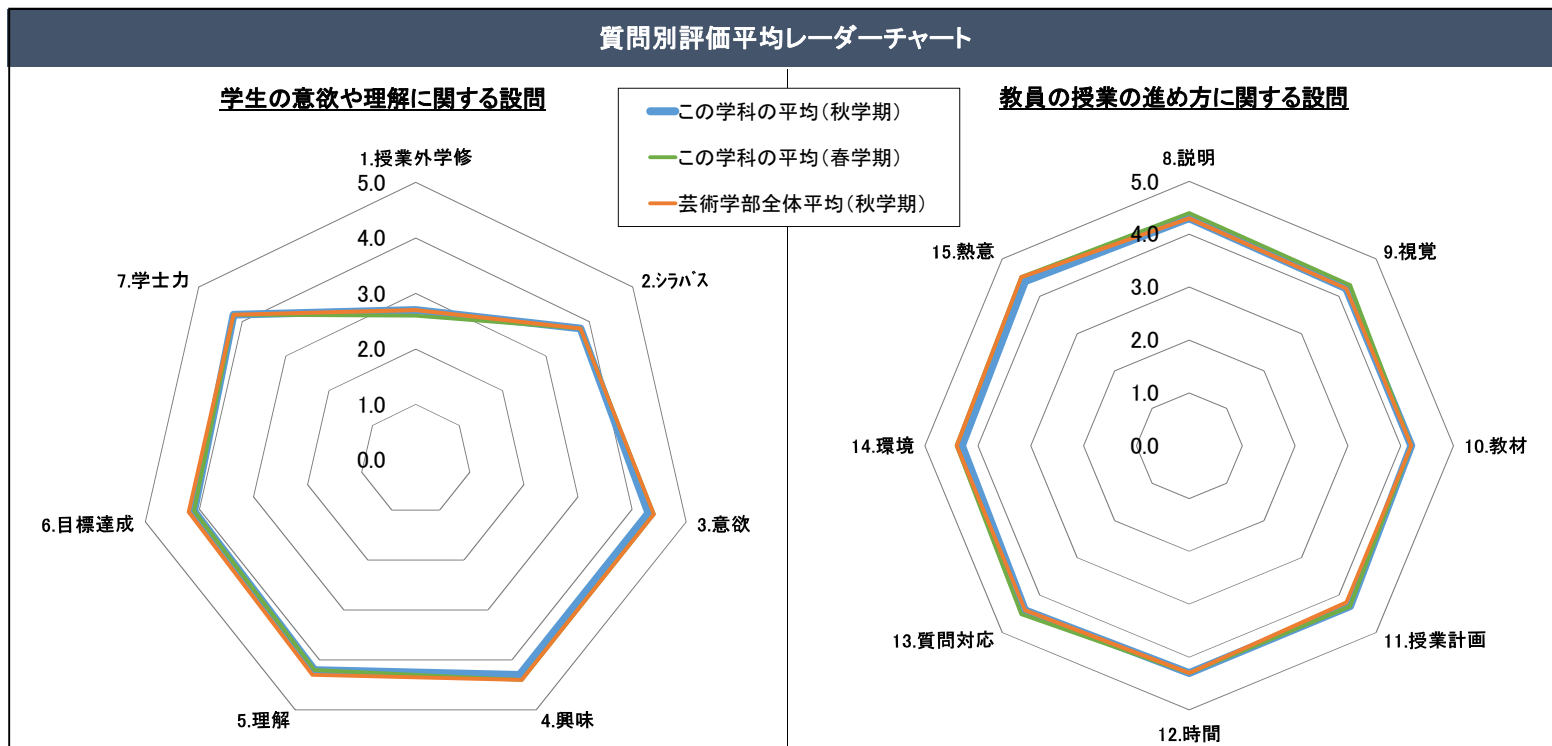 質問別評価平均レーダーチャート
学生の意欲や理解に関する設問
この学科の平均(秋学期)
この学科の平均(春学期)
芸術学部全体平均(秋学期)
教員の授業の進め方に関する設問
1.授業外学修
2.シラバス
3.意欲
4.興味
5.理解
6.目標達成
7.学士力
5.0
4.0
3.0
2.0
1.0
0.0
8.説明
9.視覚
10.教材
11.授業計画
12.時間
13.質問対応
14.環境
15.熱意
5.0
4.0
3.0
2.0
1.0
0.0